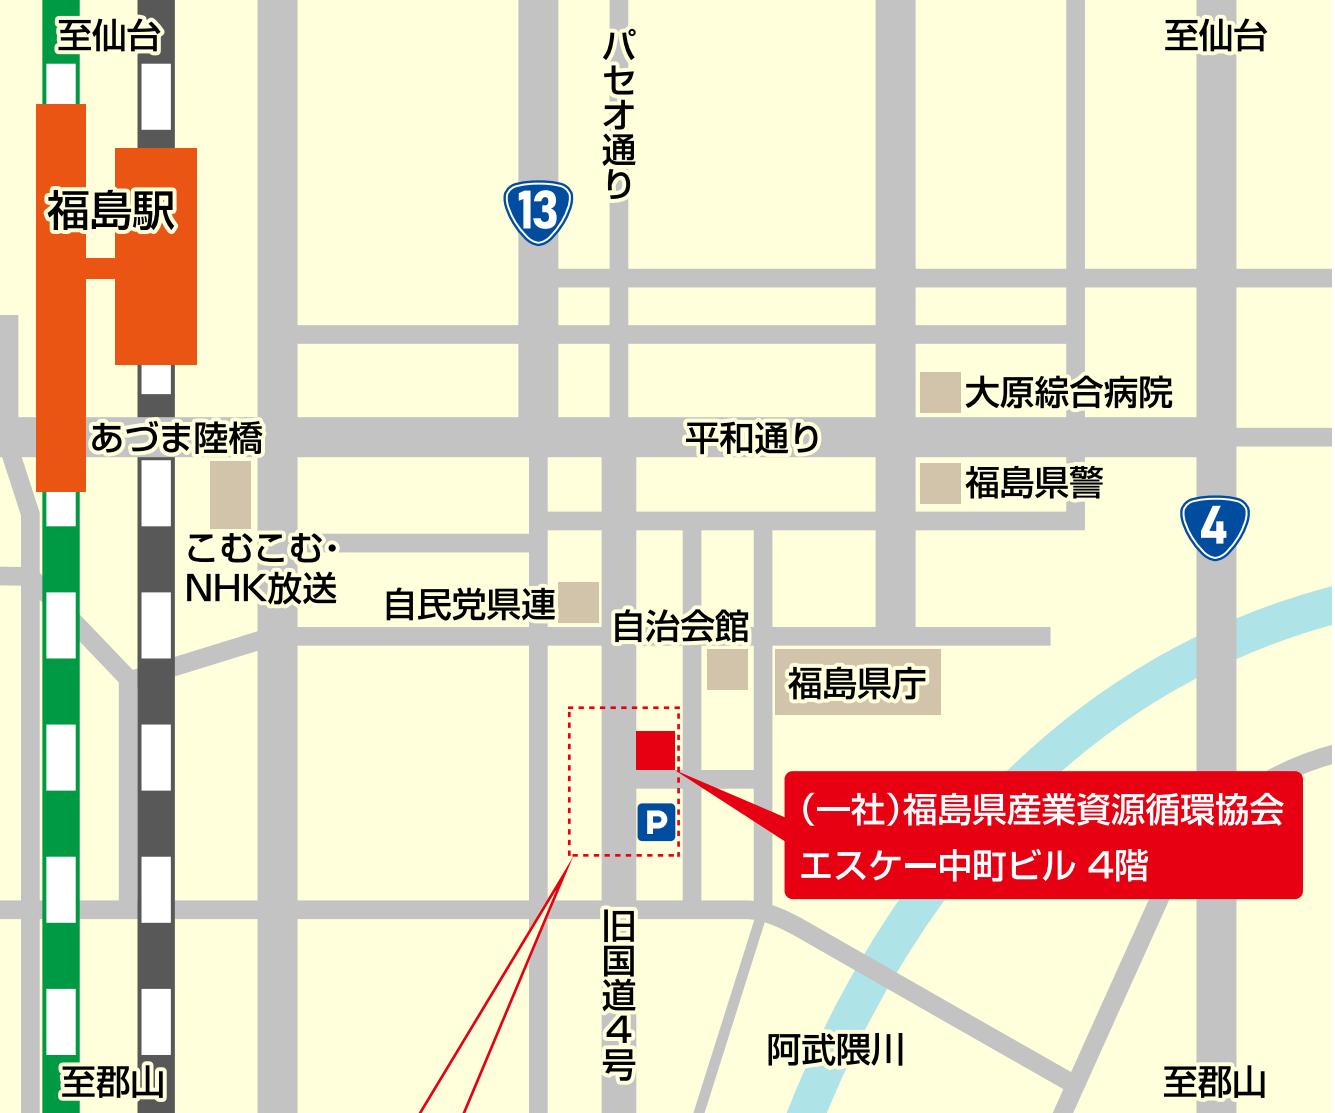 至仙台
至仙台
パセオ通り
13
福島駅
大原綜合病院
あづま陸橋
平和通り
福島県警
4
こむこむ・
NHK放送
自民党県連
自治会館
福島県庁
（一社）福島県産業資源循環協会
エスケー中町ビル 4階
P
旧国道4号
阿武隈川
至郡山
至郡山